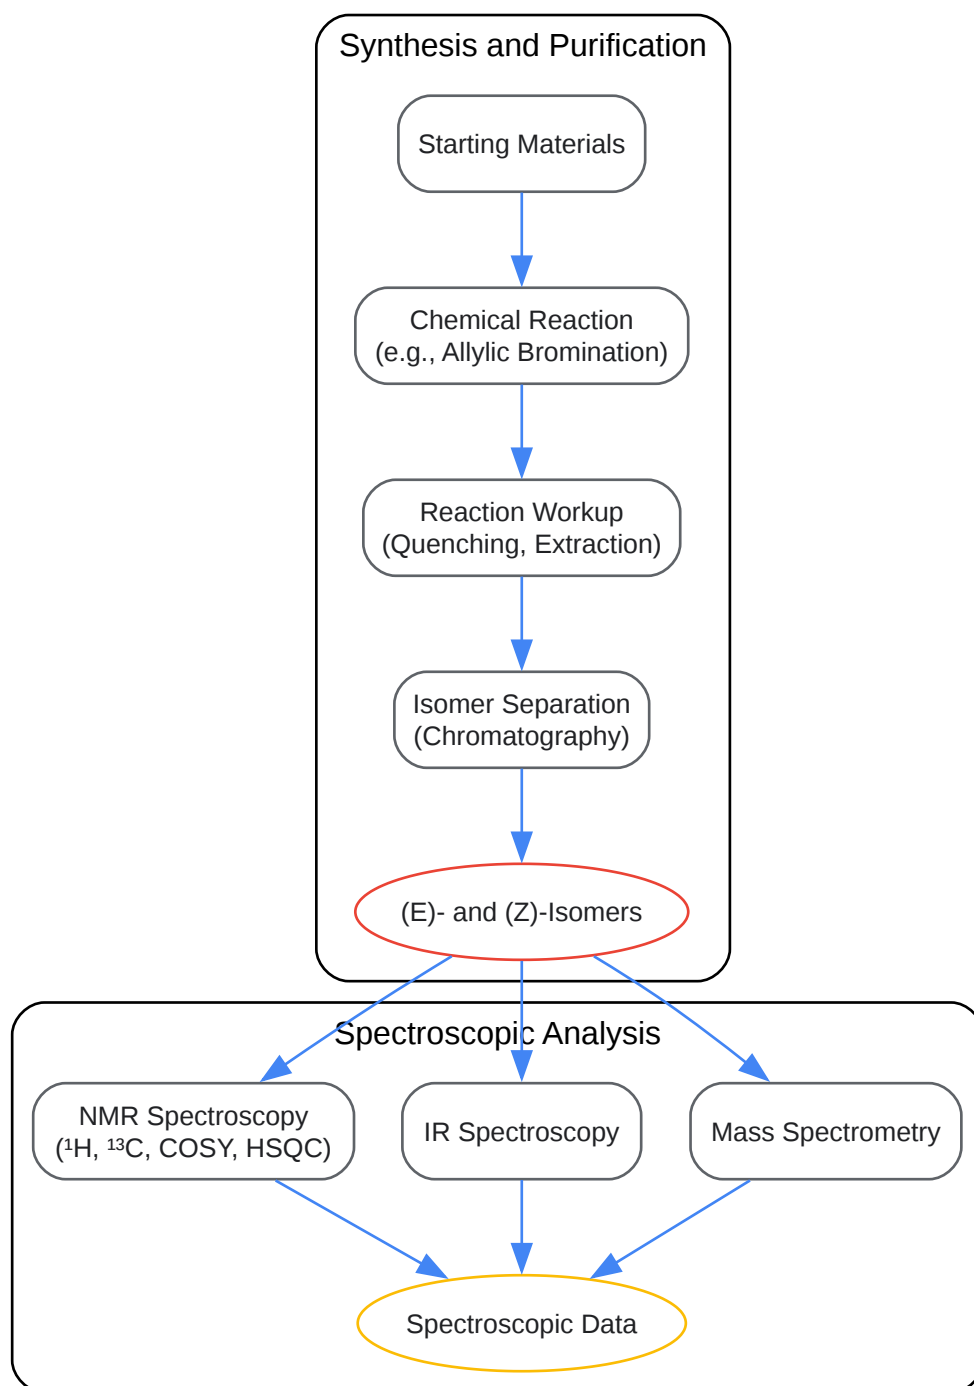 Synthesis and Purification
Starting Materials
Chemical Reaction
(e.g., Allylic Bromination)
Reaction Workup
(Quenching, Extraction)
Isomer Separation
(Chromatography)
(E)- and (Z)-Isomers
Spectroscopic Analysis
NMR Spectroscopy
(¹H, ¹³C, COSY, HSQC)
IR Spectroscopy
Mass Spectrometry
Spectroscopic Data